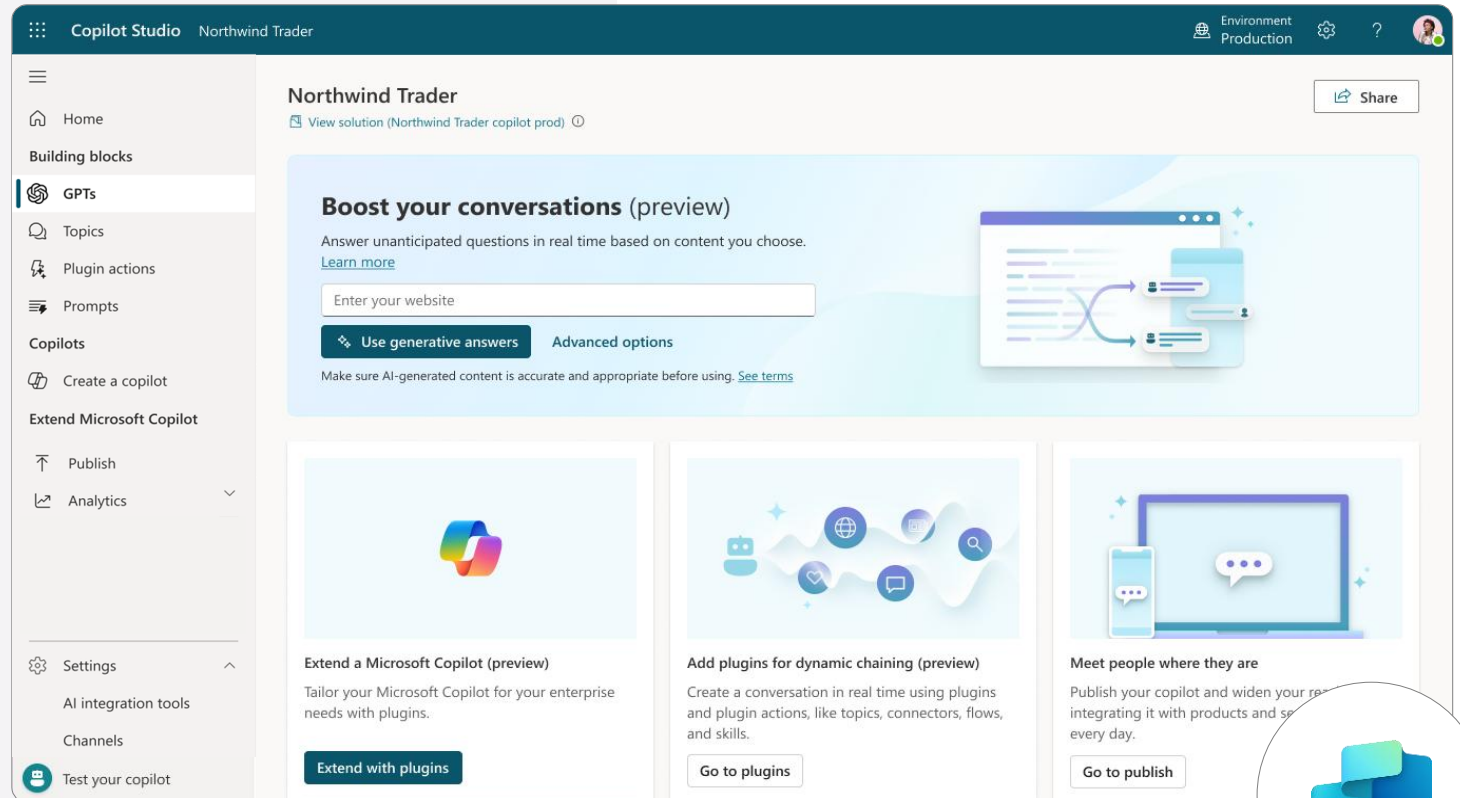 Copilot Studio Northwind Trader
Environment
Production
?
Home
Building blocks
GPTs
Topics
Plugin actions
Prompts
Copilots
Create a copilot
Extend Microsoft Copilot
Publish
Analytics
Settings
AI integration tools
Channels
Test your copilot
Northwind Trader
View solution (Northwind Trader copilot prod)
Share
Boost your conversations (preview)
Answer unanticipated questions in real time based on content you choose.
Learn more
Enter your website
Use generative answers Advanced options
Make sure AI-generated content is accurate and appropriate before using. See terms
Extend a Microsoft Copilot (preview)
Tailor your Microsoft Copilot for your enterprise
needs with plugins.
Extend with plugins
Add plugins for dynamic chaining (preview)
Create a conversation in real time using plugins
and plugin actions, like topics, connectors, flows,
and skills.
Go to plugins
Meet people where they are
Publish your copilot and widen your
integrating it with products and
every day.
Go to publish